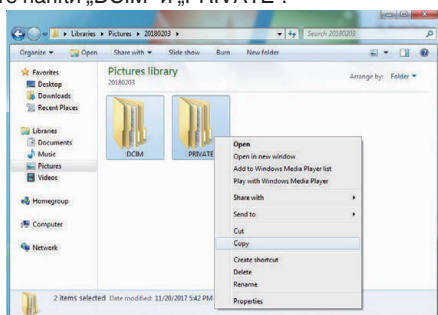 папки „DCIM“ и „PRIVATE“.
Libraries ▸ Pictures ▸ 20180203 ▸
Search 20180203
Organize ▾ Open Share with ▾ Slide show Burn New folder
Favorites
Desktop
Downloads
Recent Places
Libraries
Documents
Music
Pictures
Videos
Homegroup
Computer
Network
Pictures library
20180203
Arrange by: Folder ▾
DCIM
PRIVATE
Open
Open in new window
Add to Windows Media Player list
Play with Windows Media Player
Share with
Send to
Cut
Copy
Create shortcut
Delete
Rename
Properties
2 items selected Date modified: 11/20/2017 5:42 PM